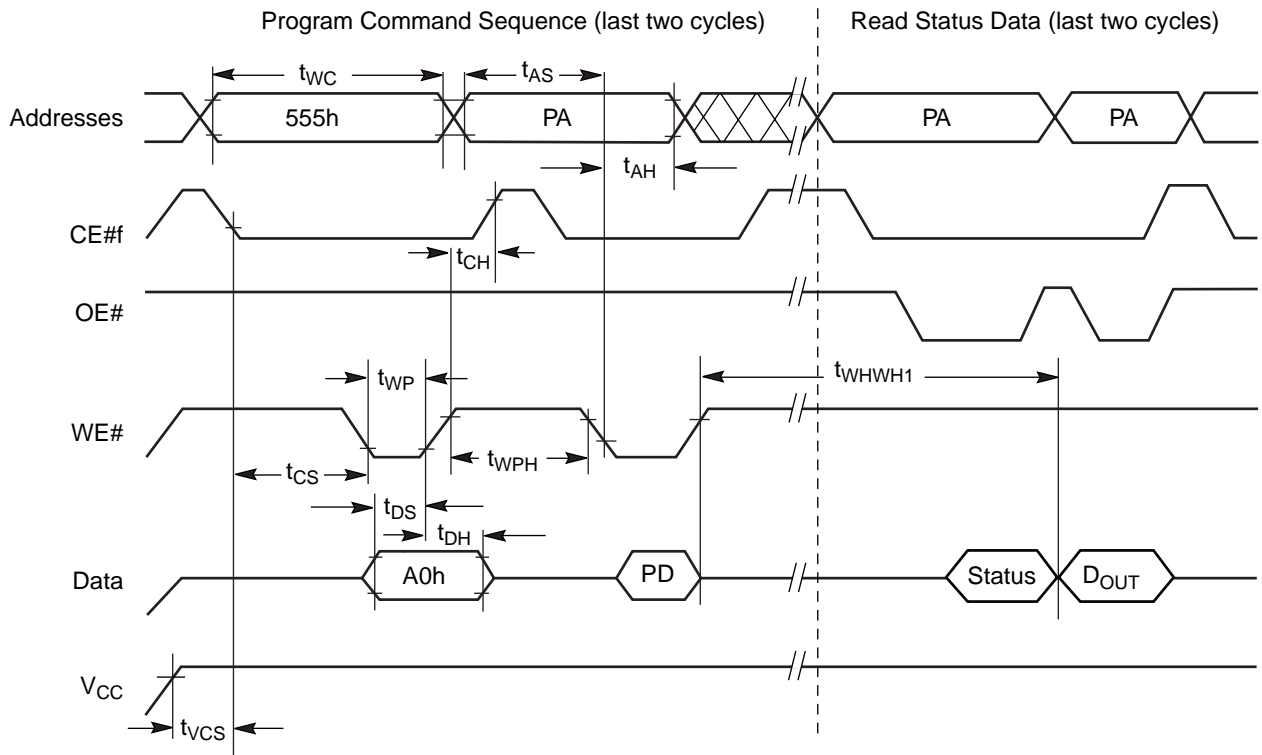 Program Command Sequence (last two cycles)
Read Status Data (last two cycles)
tWC
tAS
Addresses
555h
PA
PA
PA
tAH
CE#f
tCH
OE#
tWP
tWHWH1
WE#
tCS
tWPH
tDS
tDH
Data
A0h
PD
Status
DOUT
VCC
tVCS